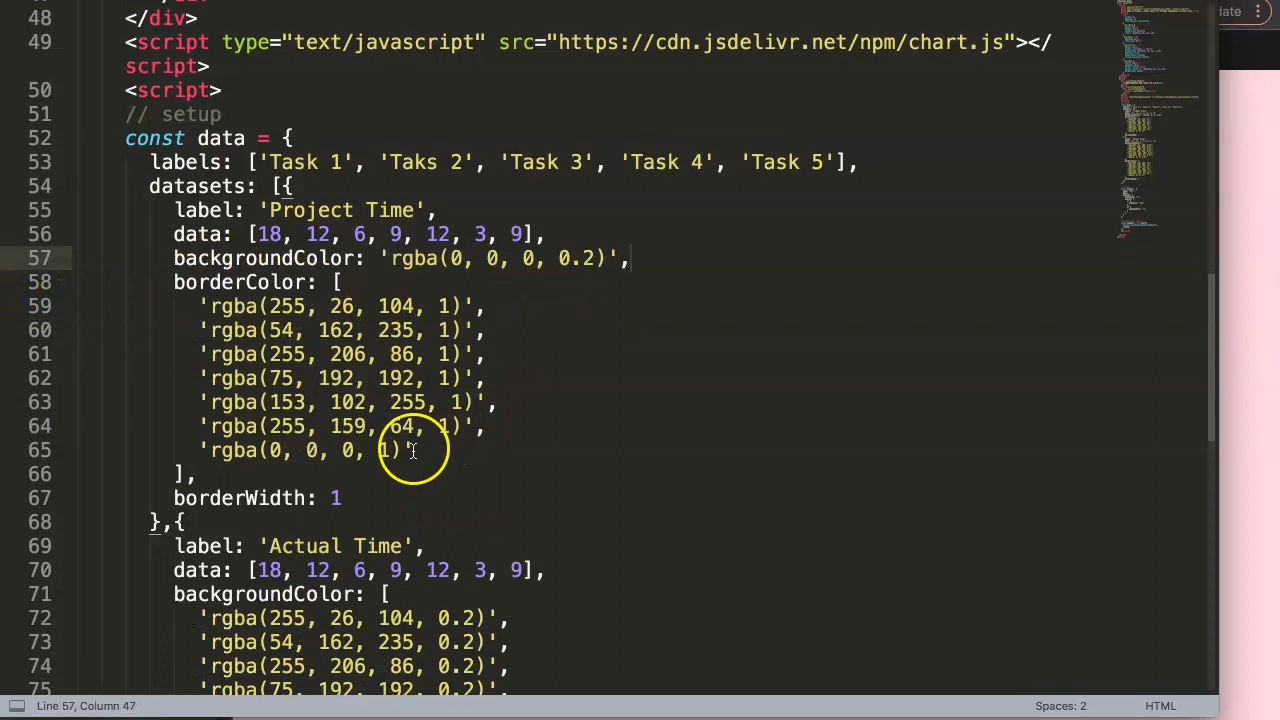 48 </div>
49 <script type="text/javascript" src="https://cdn.jsdelivr.net/npm/chart.js"></
script>
50 <script>
51 // setup
52 const data = {
53 labels: ['Task 1', 'Taks 2', 'Task 3', 'Task 4', 'Task 5'],
54 datasets: [{
55 label: 'Project Time',
56 data: [18, 12, 6, 9, 12, 3, 9],
57 backgroundColor: 'rgba(0, 0, 0, 0.2)',
58 borderColor: [
59 'rgba(255, 26, 104, 1)',
60 'rgba(54, 162, 235, 1)',
61 'rgba(255, 206, 86, 1)',
62 'rgba(75, 192, 192, 1)',
63 'rgba(153, 102, 255, 1)',
64 'rgba(255, 159, 64, 1)',
65 'rgba(0, 0, 0, 1)'
66 ],
67 borderWidth: 1
68 },{
69 label: 'Actual Time',
70 data: [18, 12, 6, 9, 12, 3, 9],
71 backgroundColor: [
72 'rgba(255, 26, 104, 0.2)',
73 'rgba(54, 162, 235, 0.2)',
74 'rgba(255, 206, 86, 0.2)',
75 'rgba(75, 192, 192, 0.2)',
Line 57, Column 47
Spaces: 2
HTML
date